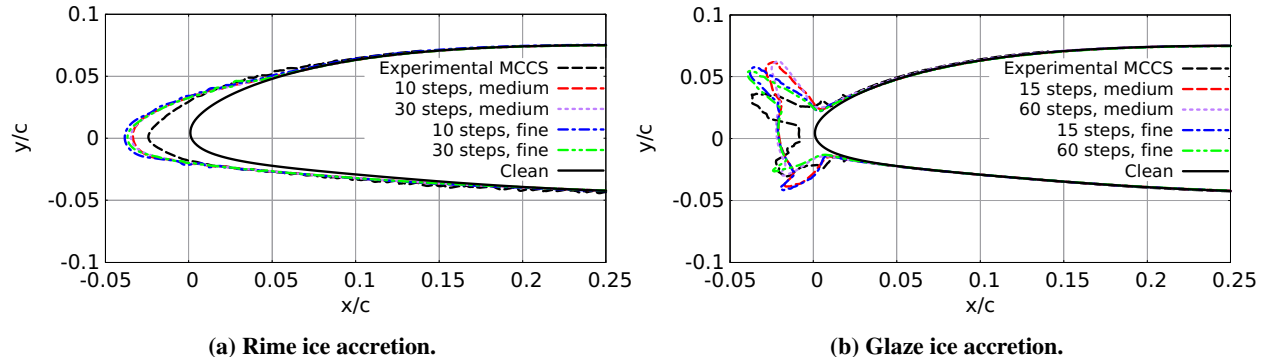 0.1
0.05
0
-0.05
-0.1
y/c
-0.05 0 0.05 0.1 0.15 0.2 0.25
x/c
Experimental MCCS
10 steps, medium
30 steps, medium
10 steps, fine
30 steps, fine
Clean
(a) Rime ice accretion.
0.1
0.05
0
-0.05
-0.1
y/c
-0.05 0 0.05 0.1 0.15 0.2 0.25
x/c
Experimental MCCS
15 steps, medium
60 steps, medium
15 steps, fine
60 steps, fine
Clean
(b) Glaze ice accretion.